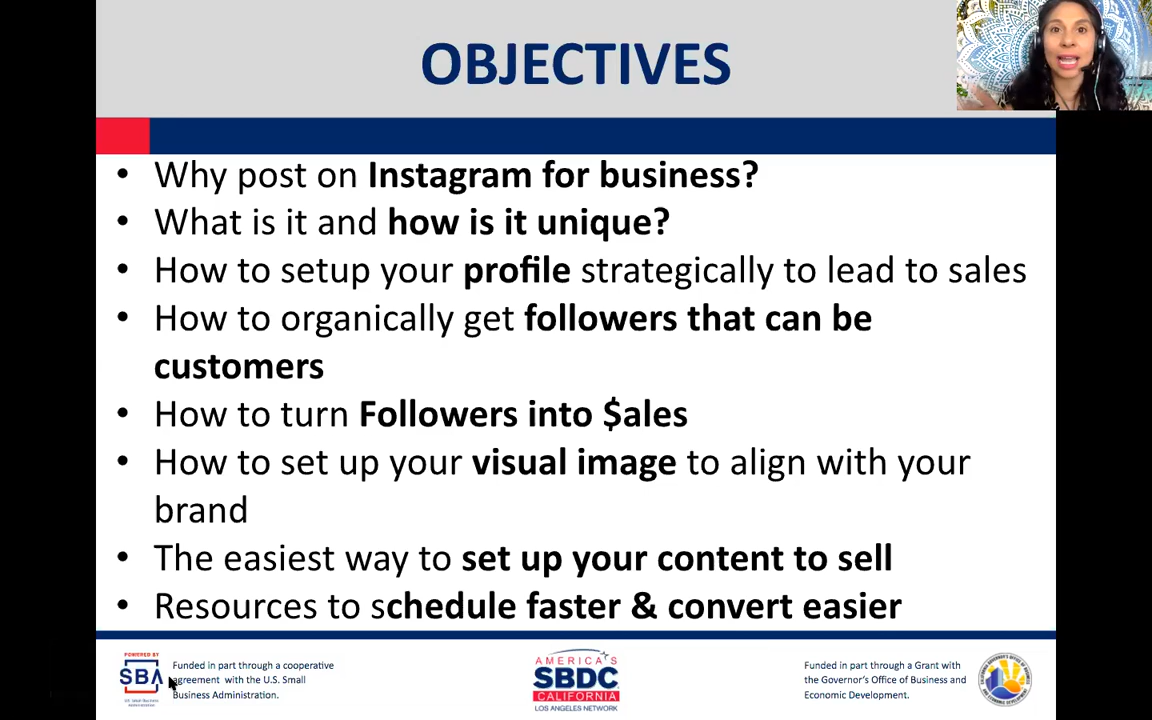 OBJECTIVES
• Why post on Instagram for business?
• What is it and how is it unique?
• How to setup your profile strategically to lead to sales
• How to organically get followers that can be
customers
• How to turn Followers into $ales
• How to set up your visual image to align with your
brand
• The easiest way to set up your content to sell
• Resources to schedule faster & convert easier
POWERED BY
SBA
U.S. Small Business
Administration
Funded in part through a cooperative
agreement with the U.S. Small
Business Administration.
AMERICA'S
SBDC
CALIFORNIA
LOS ANGELES NETWORK
Funded in part through a Grant with
the Governor's Office of Business and
Economic Development.